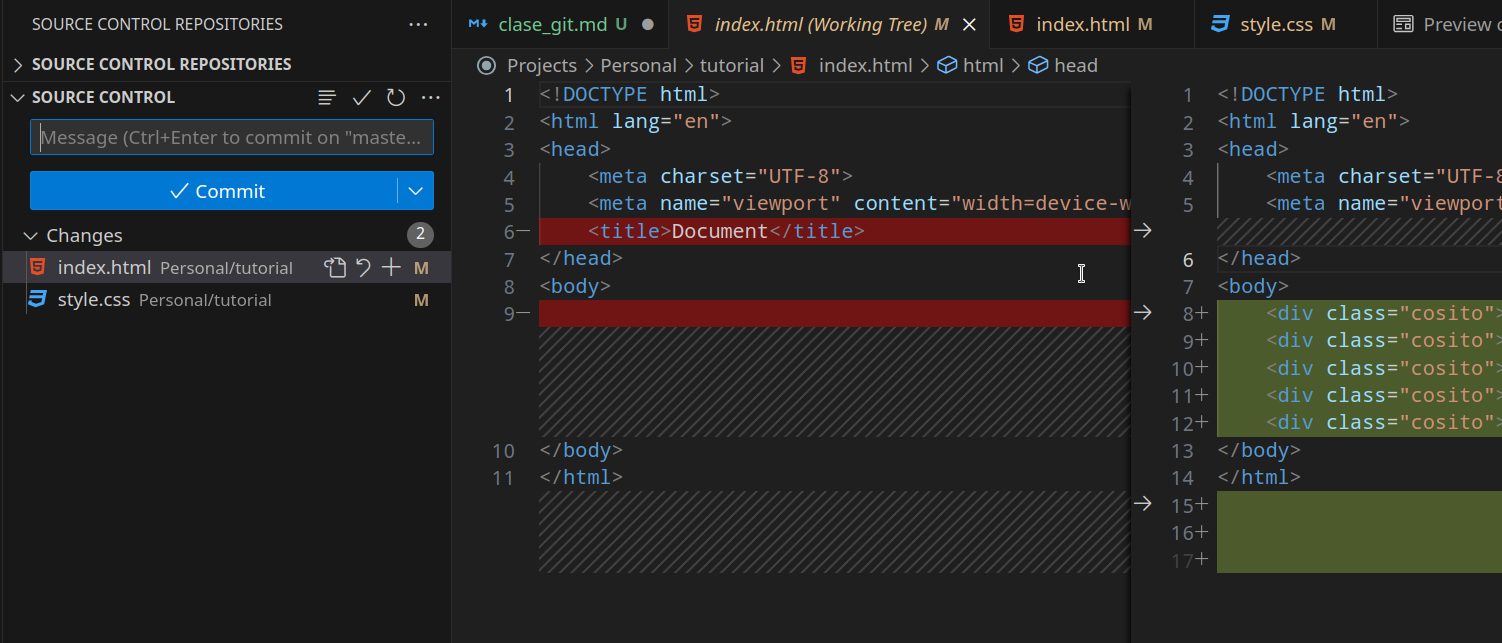 SOURCE CONTROL REPOSITORIES ···
SOURCE CONTROL REPOSITORIES
SOURCE CONTROL ···
Message (Ctrl+Enter to commit on "maste...
Commit
Changes 2
index.html Personal/tutorial M
style.css Personal/tutorial M
clase_git.md U index.html (Working Tree) M index.html M style.css M Preview
Projects > Personal > tutorial > index.html > html > head
1 <!DOCTYPE html>
2 <html lang="en">
3 <head>
4 <meta charset="UTF-8">
5 <meta name="viewport" content="width=device-w
6− <title>Document</title>
7 </head>
8 <body>
9−
10 </body>
11 </html>
1 <!DOCTYPE html>
2 <html lang="en">
3 <head>
4 <meta charset="UTF-8
5 <meta name="viewport
6 </head>
7 <body>
8+ <div class="cosito">
9+ <div class="cosito">
10+ <div class="cosito">
11+ <div class="cosito">
12+ <div class="cosito">
13 </body>
14 </html>
15+
16+
17+